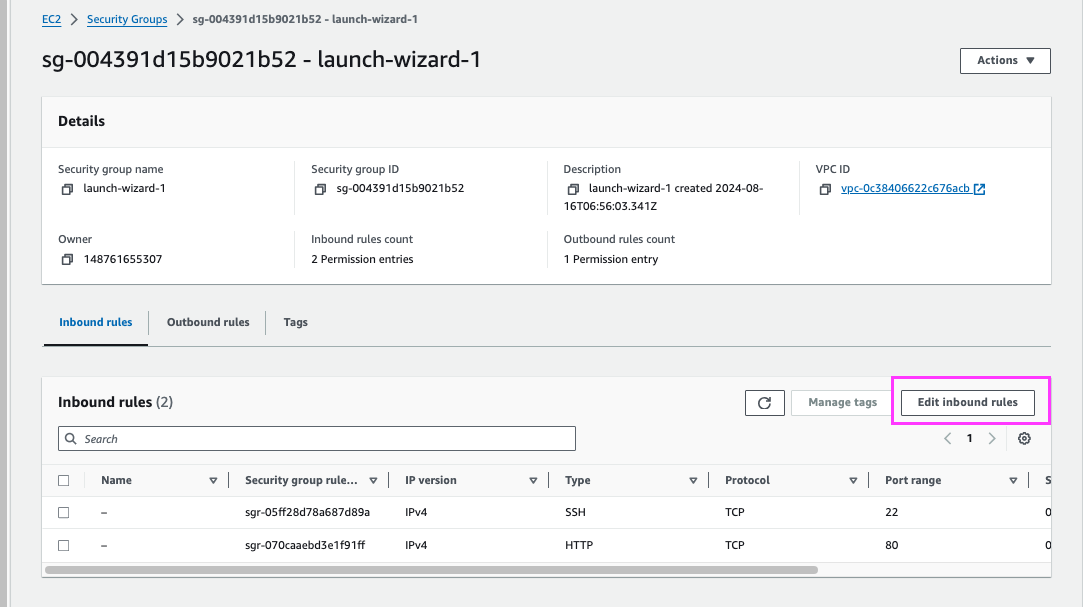 EC2 > Security Groups > sg-004391d15b9021b52 - launch-wizard-1
sg-004391d15b9021b52 - launch-wizard-1
Actions
Details
Security group name
launch-wizard-1
Security group ID
sg-004391d15b9021b52
Description
launch-wizard-1 created 2024-08-
16T06:56:03.341Z
VPC ID
vpc-0c38406622c676acb
Owner
148761655307
Inbound rules count
2 Permission entries
Outbound rules count
1 Permission entry
Inbound rules Outbound rules Tags
Inbound rules (2)
Manage tags Edit inbound rules
Search
1
Name Security group rule... IP version Type Protocol Port range S
– sgr-05ff28d78a687d89a IPv4 SSH TCP 22 0
– sgr-070caaebd3e1f91ff IPv4 HTTP TCP 80 0